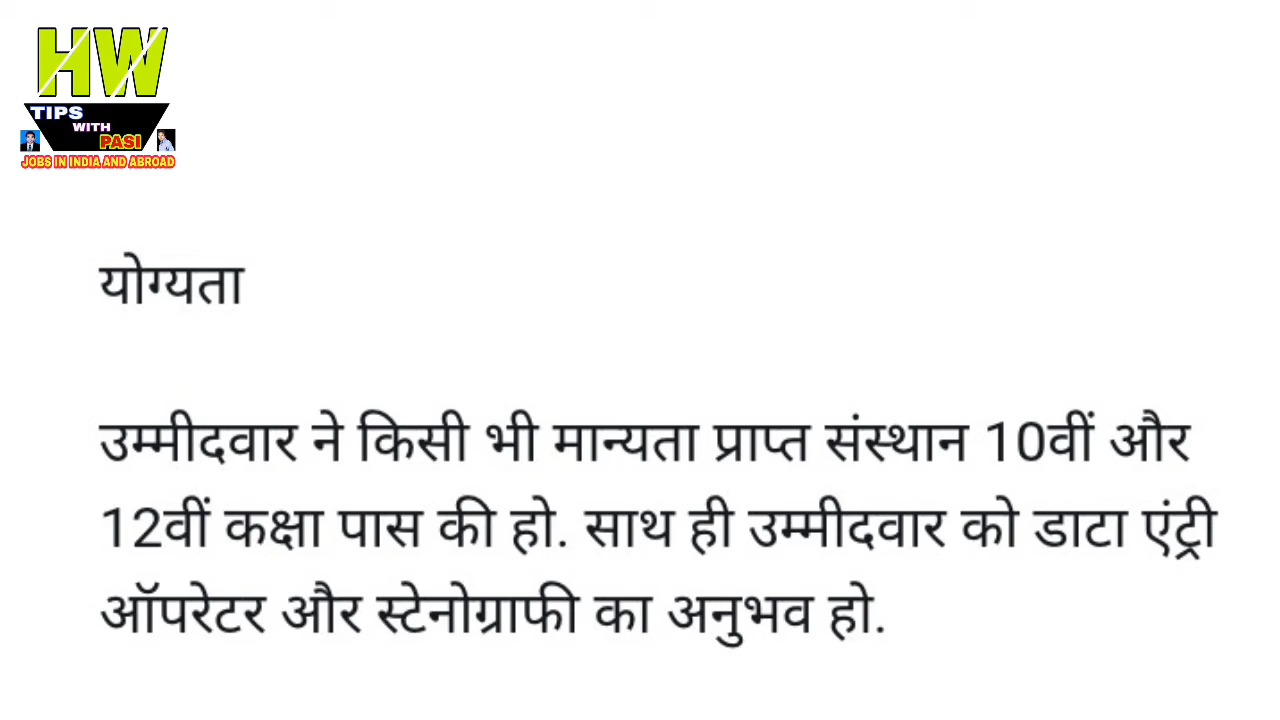 HW
TIPS
WITH
PASI
JOBS IN INDIA AND ABROAD
योग्यता
उम्मीदवार ने किसी भी मान्यता प्राप्त संस्थान 10वीं और
12वीं कक्षा पास की हो. साथ ही उम्मीदवार को डाटा एंट्री
ऑपरेटर और स्टेनोग्राफी का अनुभव हो.